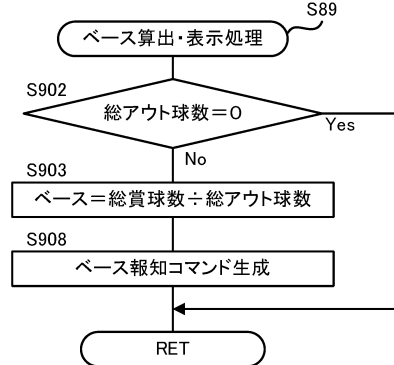 S89
ベース算出・表示処理
S902
総アウト球数=0
Yes
No
S903
ベース=総賞球数÷総アウト球数
S908
ベース報知コマンド生成
RET